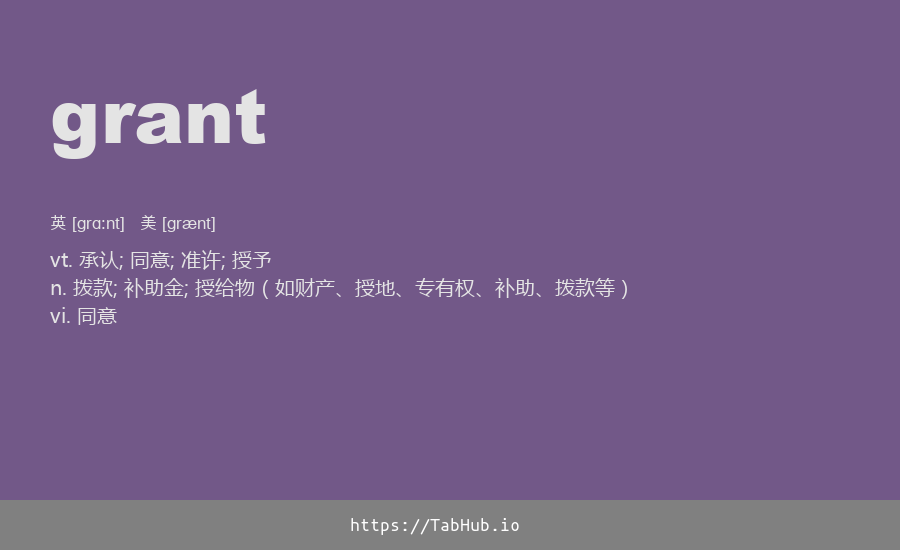 grant
英 [grɑ:nt] 美 [grænt]
vt. 承认; 同意; 准许; 授予
n. 拨款; 补助金; 授给物（如财产、授地、专有权、补助、拨款等）
vi. 同意
https://TabHub.io